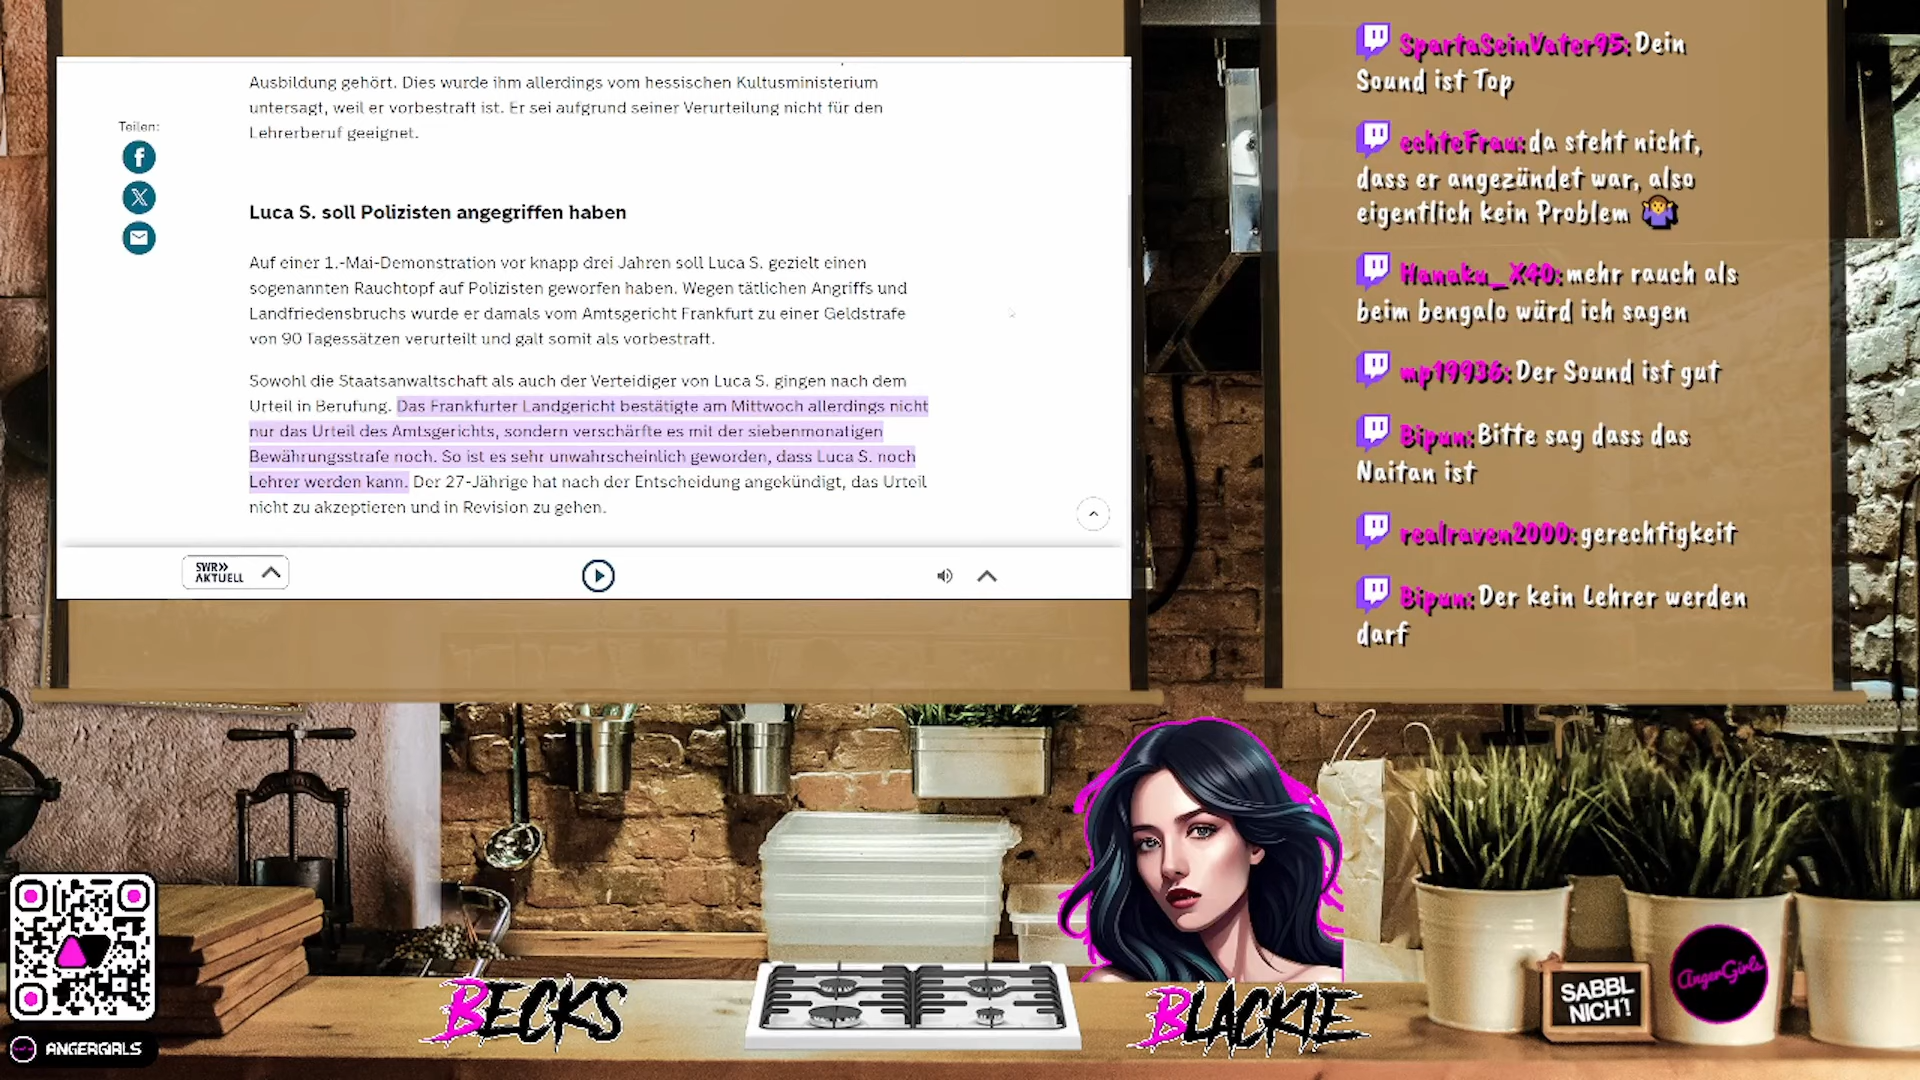 Ausbildung gehört. Dies wurde ihm allerdings vom hessischen Kultusministerium
untersagt, weil er vorbestraft ist. Er sei aufgrund seiner Verurteilung nicht für den
Lehrerberuf geeignet.
Teilen:
Luca S. soll Polizisten angegriffen haben
Auf einer 1.-Mai-Demonstration vor knapp drei Jahren soll Luca S. gezielt einen
sogenannten Rauchtopf auf Polizisten geworfen haben. Wegen tätlichen Angriffs und
Landfriedensbruchs wurde er damals vom Amtsgericht Frankfurt zu einer Geldstrafe
von 90 Tagessätzen verurteilt und galt somit als vorbestraft.
Sowohl die Staatsanwaltschaft als auch der Verteidiger von Luca S. gingen nach dem
Urteil in Berufung. Das Frankfurter Landgericht bestätigte am Mittwoch allerdings nicht
nur das Urteil des Amtsgerichts, sondern verschärfte es mit der siebenmonatigen
Bewährungsstrafe noch. So ist es sehr unwahrscheinlich geworden, dass Luca S. noch
Lehrer werden kann. Der 27-Jährige hat nach der Entscheidung angekündigt, das Urteil
nicht zu akzeptieren und in Revision zu gehen.
SWR»
AKTUELL
SpartaSeinVater95: Dein
Sound ist Top
echteFrau: da steht nicht,
dass er angezündet war, also
eigentlich kein Problem 🤷‍♀️
Hanaku_X40: mehr rauch als
beim bengalo würd ich sagen
mp19936: Der Sound ist gut
Bipun: Bitte sag dass das
Naitan ist
realraven2000: gerechtigkeit
Bipun: Der kein Lehrer werden
darf
BECKS
BLACKIE
SABBL
NICH'!
AngerGirls
ANGERGIRLS